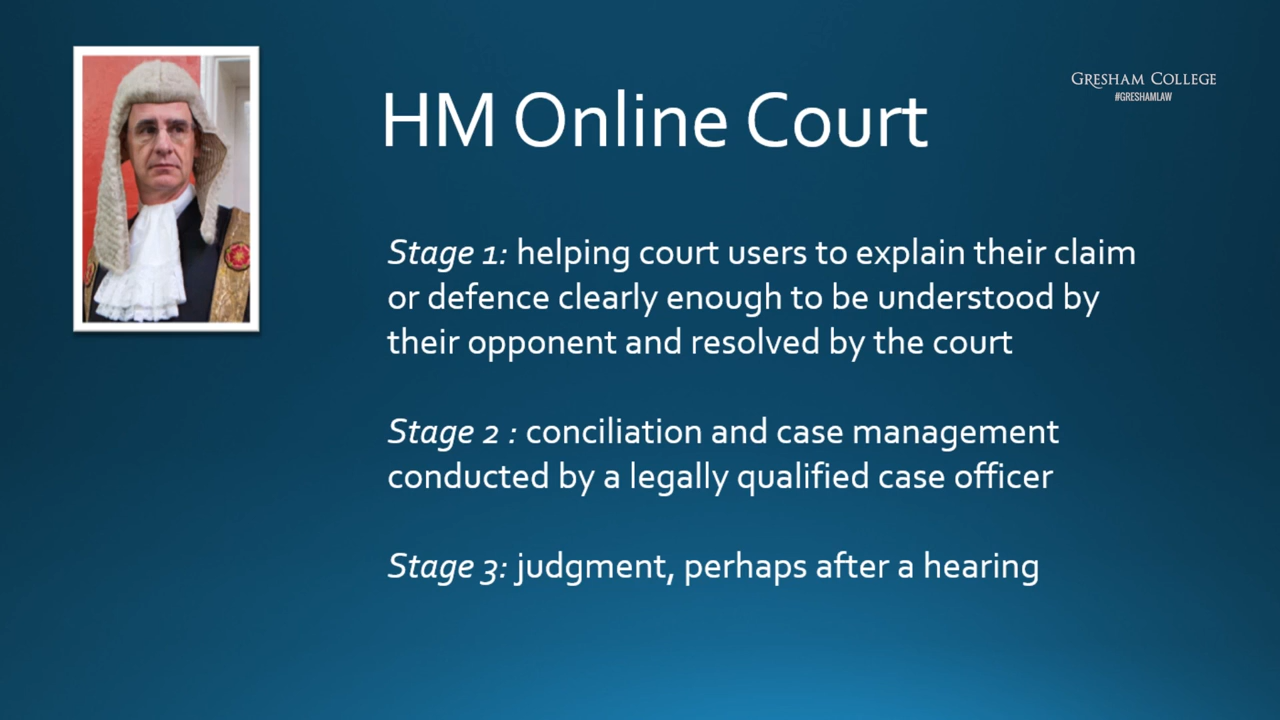 GRESHAM COLLEGE
#GRESHAMLAW
HM Online Court
Stage 1: helping court users to explain their claim
or defence clearly enough to be understood by
their opponent and resolved by the court
Stage 2 : conciliation and case management
conducted by a legally qualified case officer
Stage 3: judgment, perhaps after a hearing